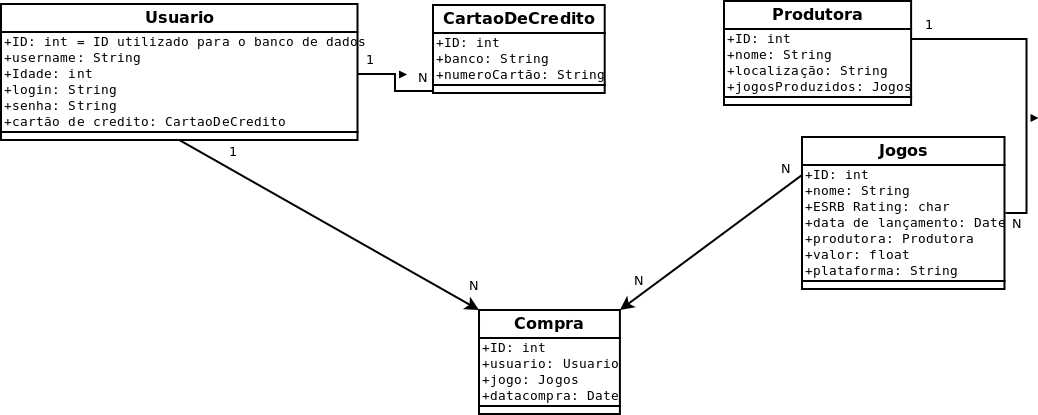 Usuario
+ID: int = ID utilizado para o banco de dados
+username: String
+Idade: int
+login: String
+senha: String
+cartão de credito: CartaoDeCredito
1
N
CartaoDeCredito
+ID: int
+banco: String
+numeroCartão: String
Produtora
+ID: int
+nome: String
+localização: String
+jogosProduzidos: Jogos
1
N
Jogos
+ID: int
+nome: String
+ESRB Rating: char
+data de lançamento: Date
+produtora: Produtora
+valor: float
+plataforma: String
1
N
N
N
Compra
+ID: int
+usuario: Usuario
+jogo: Jogos
+datacompra: Date